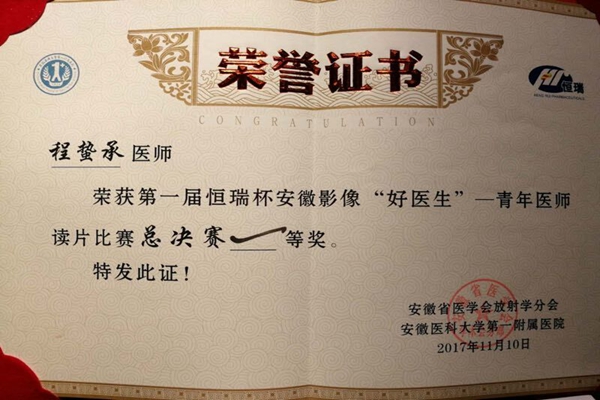 荣誉证书
恒瑞
CONGRATULATION
程蛰承医师
荣获第一届恒瑞杯安徽影像“好医生”—青年医师
读片比赛总决赛一等奖。
特发此证!
安徽省医学会放射学分会
安徽医科大学第一附属医院
2017年11月10日